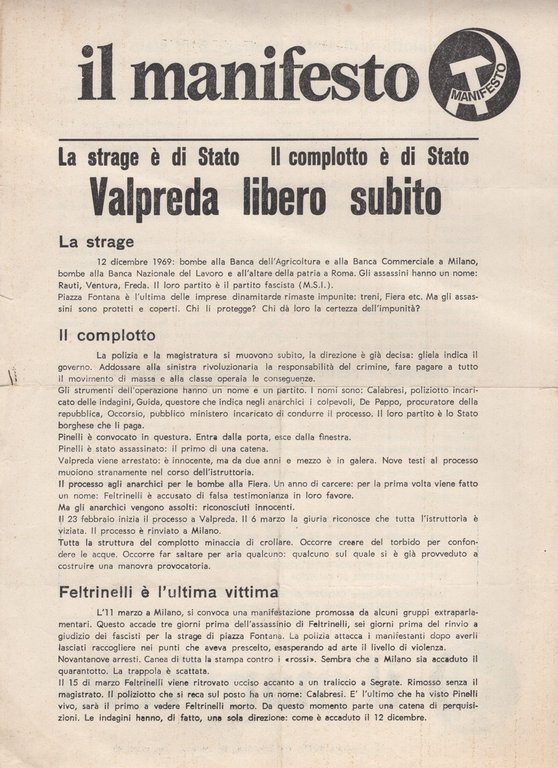 il manifesto
MANIFESTO
La strage è di Stato Il complotto è di Stato
Valpreda libero subito
La strage
12 dicembre 1969: bombe alla Banca dell'Agricoltura e alla Banca Commerciale a Milano,
bombe alla Banca Nazionale del Lavoro e all'altare della patria a Roma. Gli assassini hanno un nome:
Rauti, Ventura, Freda. Il loro partito è il partito fascista (M.S.I.).
Piazza Fontana è l'ultima delle imprese dinamitarde rimaste impunite: treni, Fiera etc. Ma gli assas-
sini sono protetti e coperti. Chi li protegge? Chi dà loro la certezza dell'impunità?
Il complotto
La polizia e la magistratura si muovono subito, la direzione è già decisa: gliela indica il
governo. Addossare alla sinistra rivoluzionaria la responsabilità del crimine, fare pagare a tutto
il movimento di massa e alla classe operaia le conseguenze.
Gli strumenti dell'operazione hanno un nome e un partito. I nomi sono: Calabresi, poliziotto incari-
cato delle indagini, Guida, questore che indica negli anarchici i colpevoli, De Peppo, procuratore della
repubblica, Occorsio, pubblico ministero incaricato di condurre il processo. Il loro partito è lo Stato
borghese che li paga.
Pinelli è convocato in questura. Entra dalla porta, esce dalla finestra.
Pinelli è stato assassinato: il primo di una catena.
Valpreda viene arrestato: è innocente, ma da due anni e mezzo è in galera. Nove testi al processo
muoiono stranamente nel corso dell'istruttoria.
Il processo agli anarchici per le bombe alla Fiera. Un anno di carcere: per la prima volta viene fatto
un nome: Feltrinelli è accusato di falsa testimonianza in loro favore.
Ma gli anarchici vengono assolti: riconosciuti innocenti.
Il 23 febbraio inizia il processo a Valpreda. Il 6 marzo la giuria riconosce che tutta l'istruttoria è
viziata. Il processo è rinviato a Milano.
Tutta la struttura del complotto minaccia di crollare. Occorre creare del torbido per confon-
dere le acque. Occorre far saltare per aria qualcuno: qualcuno sul quale si è già provveduto a
costruire una manovra provocatoria.
Feltrinelli è l'ultima vittima
L'11 marzo a Milano, si convoca una manifestazione promossa da alcuni gruppi extraparla-
mentari. Questo accade tre giorni prima dell'assassinio di Feltrinelli, sei giorni prima del rinvio a
giudizio dei fascisti per la strage di piazza Fontana. La polizia attacca i manifestanti dopo averli
lasciati raccogliere nei punti che aveva prescelto, esasperando ad arte il livello di violenza.
Novantanove arresti. Canea di tutta la stampa contro i «rossi». Sembra che a Milano sia accaduto il
quarantotto. La trappola è scattata.
Il 15 di marzo Feltrinelli viene ritrovato ucciso accanto a un traliccio a Segrate. Rimosso senza il
magistrato. Il poliziotto che si reca sul posto ha un nome: Calabresi. E' l'ultimo che ha visto Pinelli
vivo, sarà il primo a vedere Feltrinelli morto. Da questo momento parte una catena di perquisi-
zioni. Le indagini hanno, di fatto, una sola direzione: come è accaduto il 12 dicembre.